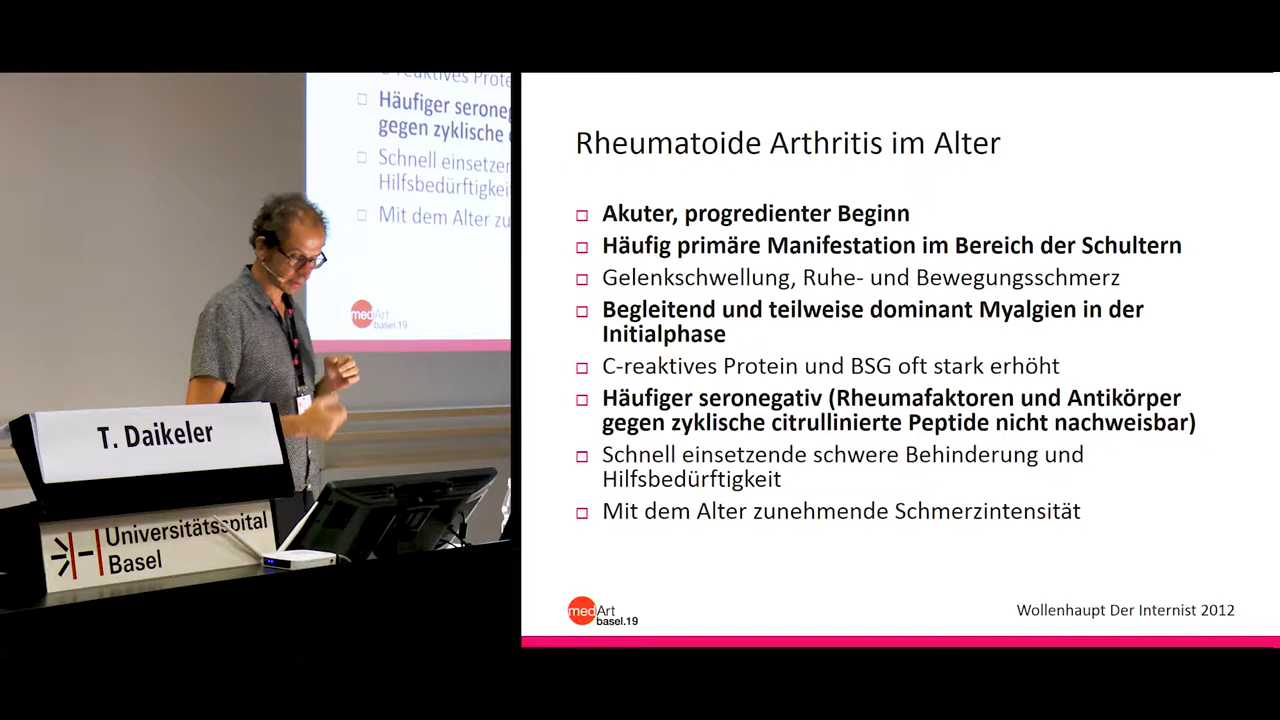 C-reaktives Prote
Häufiger seroneg
gegen zyklische
Schnell einsetzen
Hilfsbedürftigkei
Mit dem Alter zu
medArt
basel.19
T. Daikeler
Universitätsspital
Basel
Rheumatoide Arthritis im Alter
Akuter, progredienter Beginn
Häufig primäre Manifestation im Bereich der Schultern
Gelenkschwellung, Ruhe- und Bewegungsschmerz
Begleitend und teilweise dominant Myalgien in der
Initialphase
C-reaktives Protein und BSG oft stark erhöht
Häufiger seronegativ (Rheumafaktoren und Antikörper
gegen zyklische citrullinierte Peptide nicht nachweisbar)
Schnell einsetzende schwere Behinderung und
Hilfsbedürftigkeit
Mit dem Alter zunehmende Schmerzintensität
medArt
basel.19
Wollenhaupt Der Internist 2012